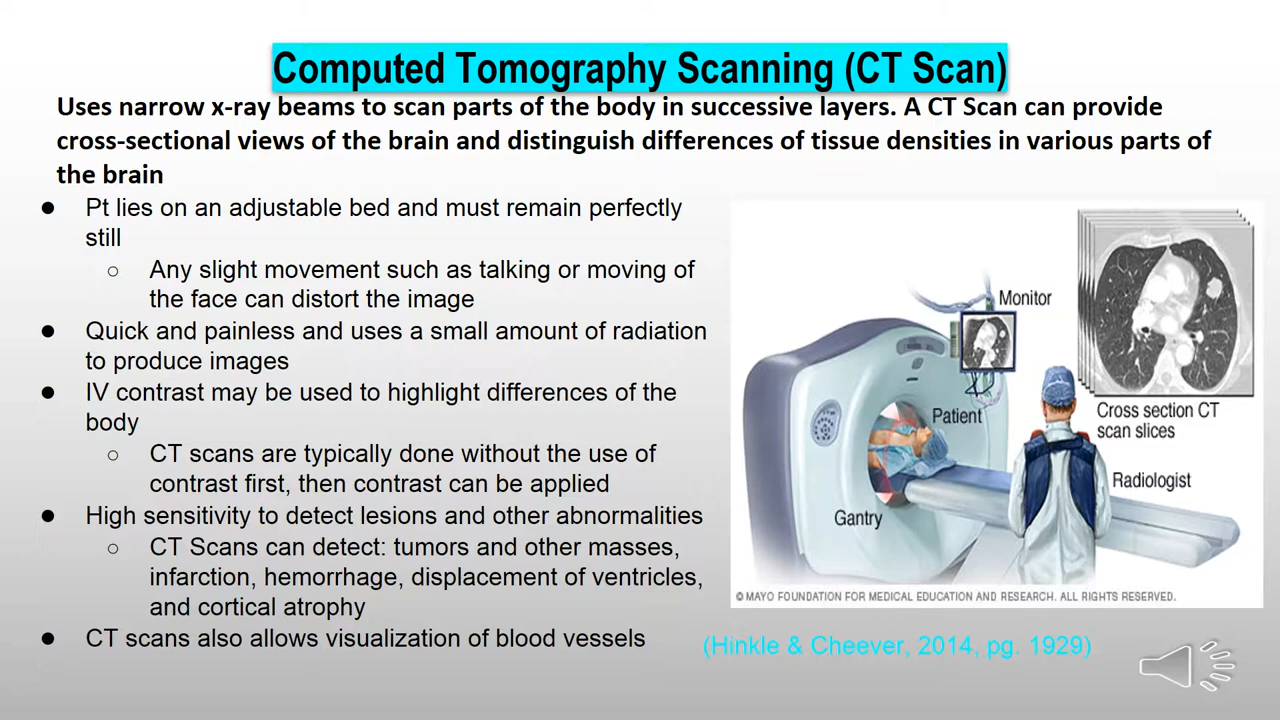 Computed Tomography Scanning (CT Scan)
Uses narrow x-ray beams to scan parts of the body in successive layers. A CT Scan can provide
cross-sectional views of the brain and distinguish differences of tissue densities in various parts of
the brain
● Pt lies on an adjustable bed and must remain perfectly
still
○ Any slight movement such as talking or moving of
the face can distort the image
● Quick and painless and uses a small amount of radiation
to produce images
● IV contrast may be used to highlight differences of the
body
○ CT scans are typically done without the use of
contrast first, then contrast can be applied
● High sensitivity to detect lesions and other abnormalities
○ CT Scans can detect: tumors and other masses,
infarction, hemorrhage, displacement of ventricles,
and cortical atrophy
● CT scans also allows visualization of blood vessels
Monitor
Patient
Cross section CT
scan slices
Radiologist
Gantry
© MAYO FOUNDATION FOR MEDICAL EDUCATION AND RESEARCH. ALL RIGHTS RESERVED.
(Hinkle & Cheever, 2014, pg. 1929)